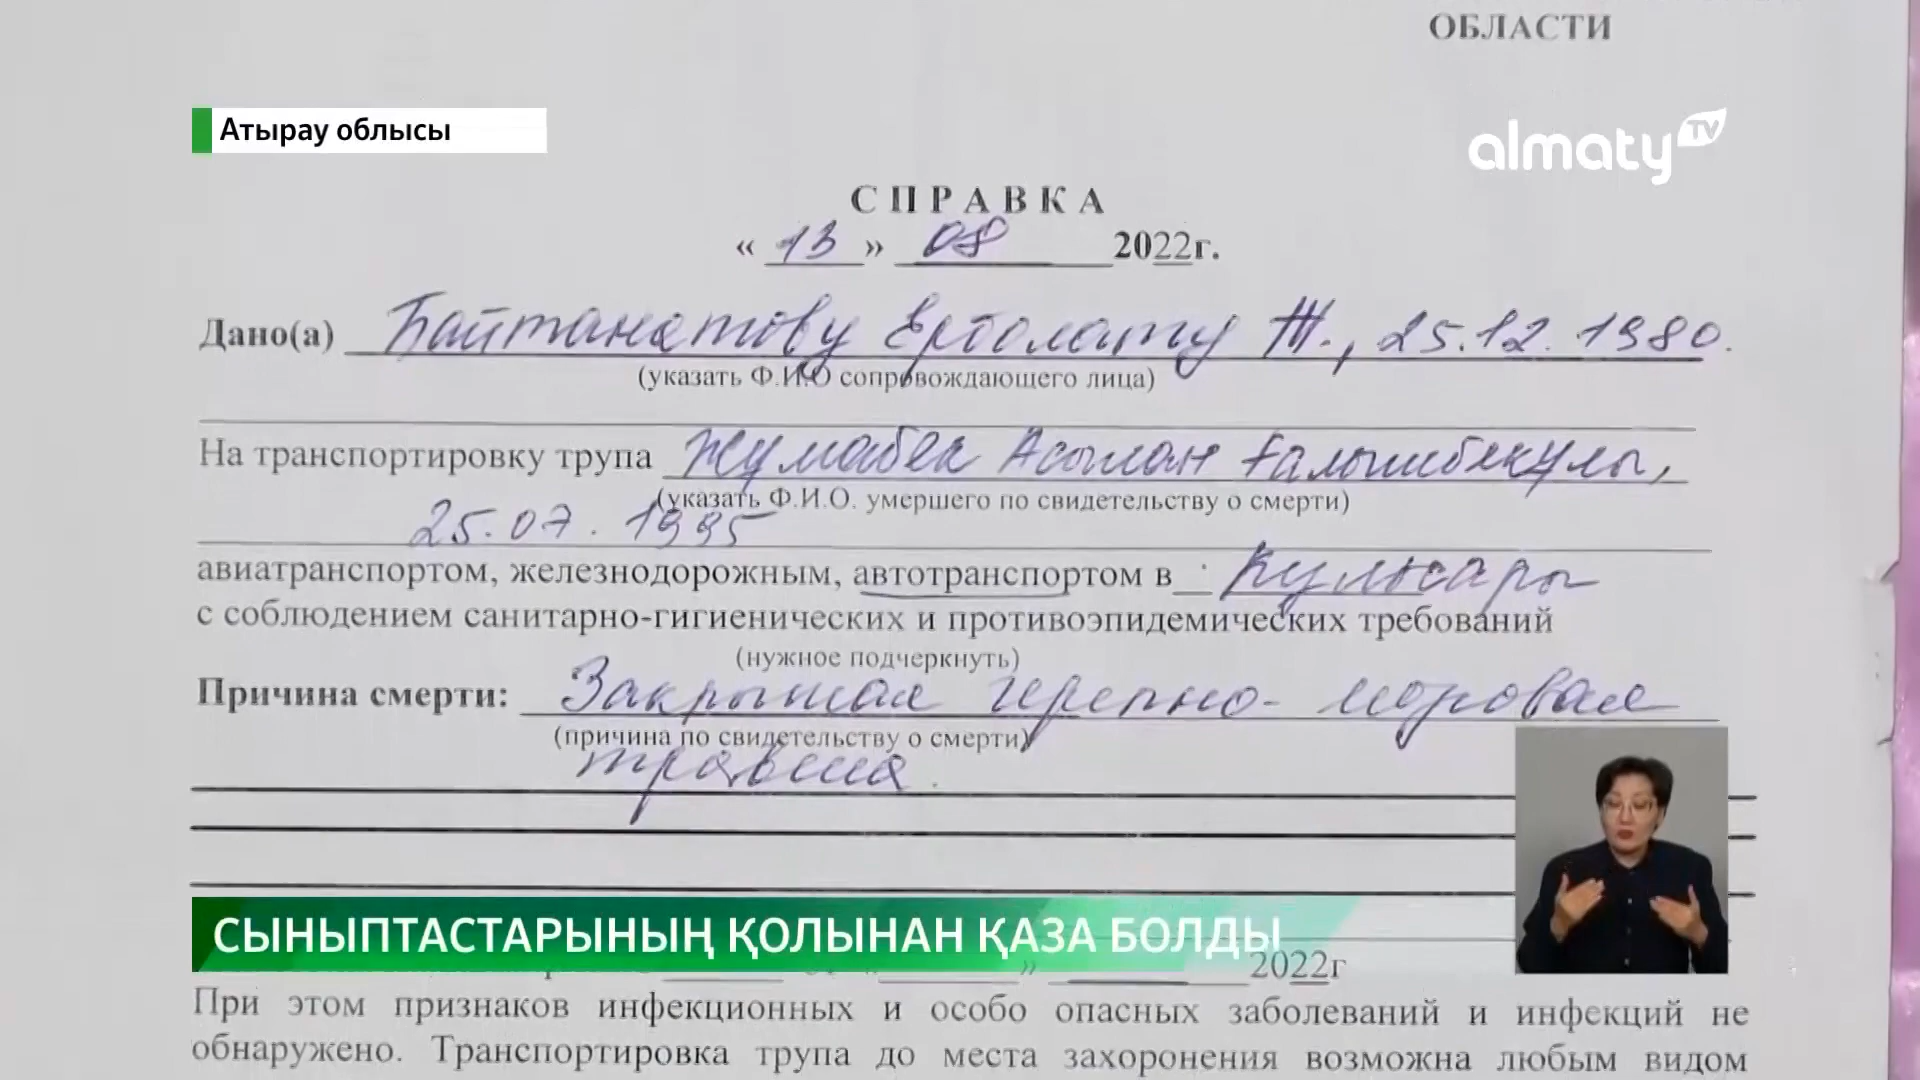 ОБЛАСТИ
Атырау облысы
almaty TV
СПРАВКА
« 13 » 08 2022г.
Дано(а) Байтанатову Ерболату Ж., 25.12.1980.
(указать Ф.И.О сопровождающего лица)
На транспортировку трупа Жумабек Асылан Ғалымбекулы,
(указать Ф.И.О. умершего по свидетельству о смерти)
25.07.1995
авиатранспортом, железнодорожным, автотранспортом в Кульсары
с соблюдением санитарно-гигиенических и противоэпидемических требований
(нужное подчеркнуть)
Причина смерти: Закрытая черепно-мозговая
(причина по свидетельству о смерти)
травма.
СЫНЫПТАСТАРЫНЫҢ ҚОЛЫНАН ҚАЗА БОЛДЫ
» 2022г
При этом признаков инфекционных и особо опасных заболеваний и инфекций не
обнаружено. Транспортировка трупа до места захоронения возможна любым видом